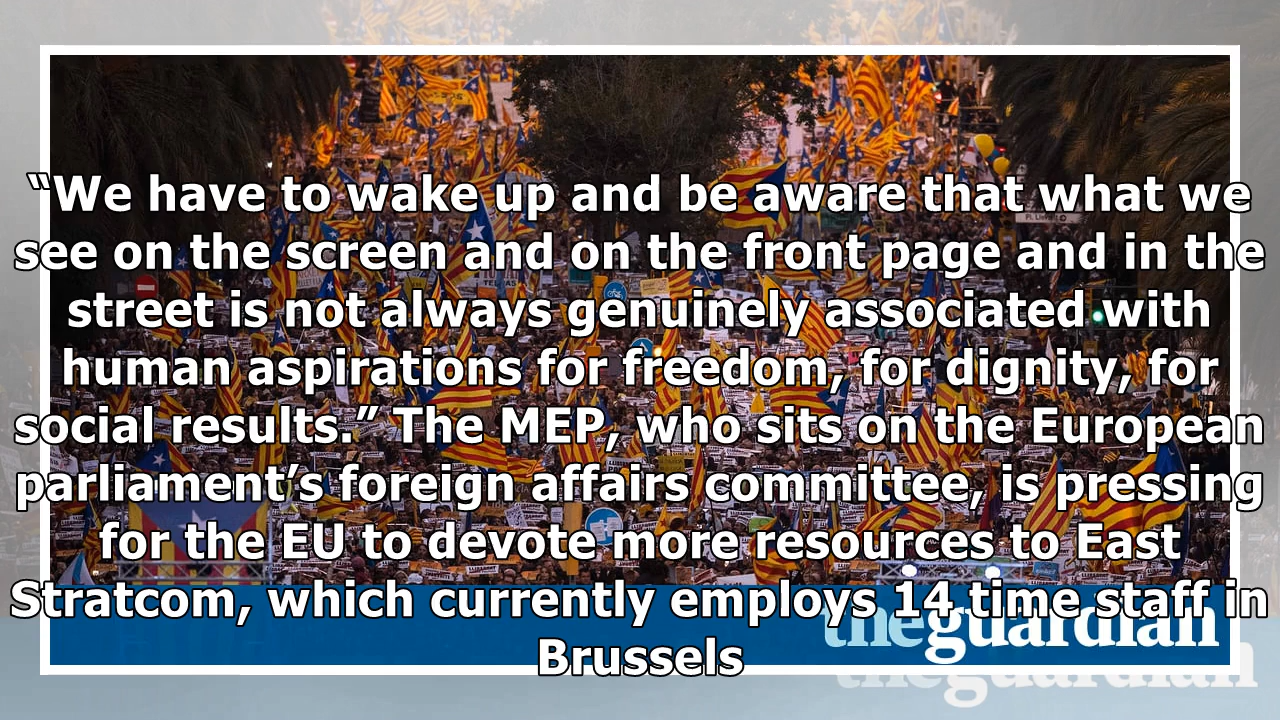 “We have to wake up and be aware that what we
see on the screen and on the front page and in the
street is not always genuinely associated with
human aspirations for freedom, for dignity, for
social results.” The MEP, who sits on the European
parliament’s foreign affairs committee, is pressing
for the EU to devote more resources to East
Stratcom, which currently employs 14 time staff in
Brussels
theguardian
theguardian